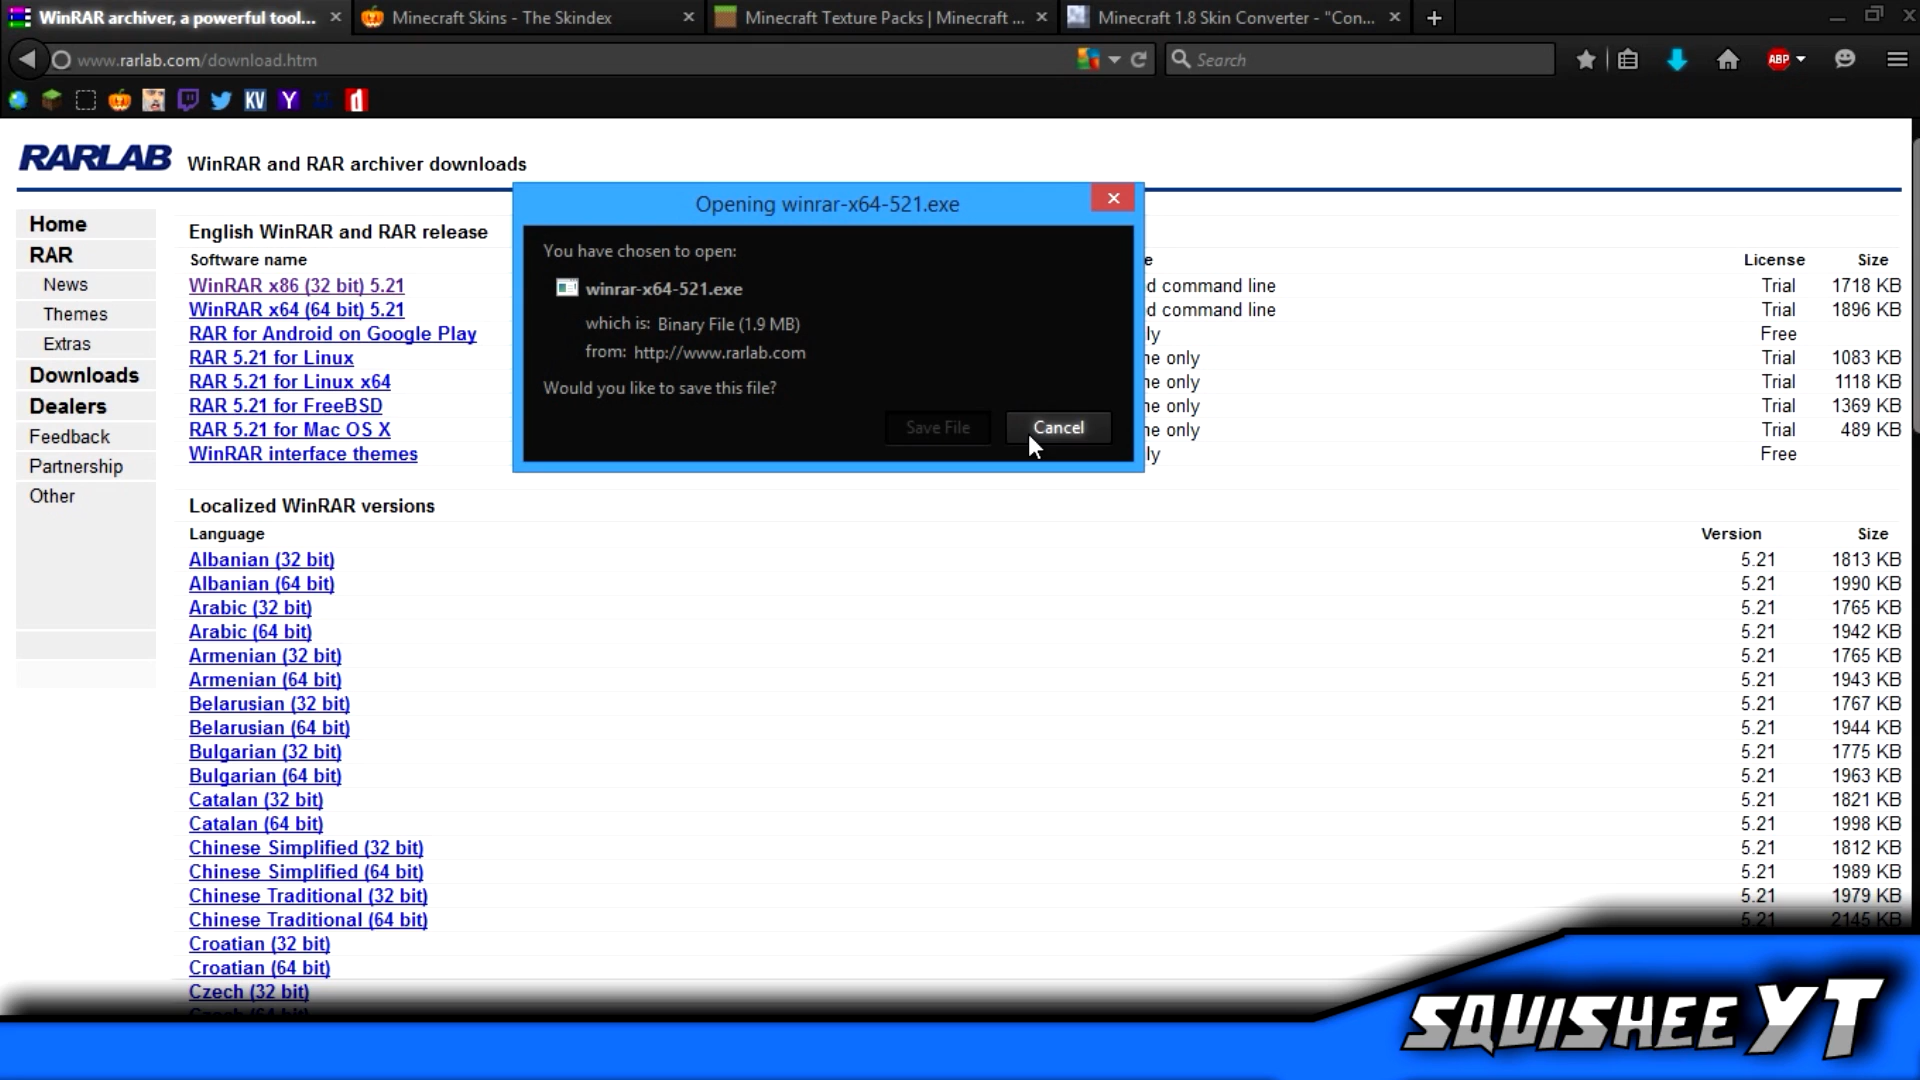 WinRAR archiver, a powerful tool...
Minecraft Skins - The Skindex
Minecraft Texture Packs | Minecraft ...
Minecraft 1.8 Skin Converter - "Con...
www.rarlab.com/download.htm
Search
ABP
KV
Y
d
RARLAB
WinRAR and RAR archiver downloads
Home
RAR
News
Themes
Extras
Downloads
Dealers
Feedback
Partnership
Other
English WinRAR and RAR release
Software name
License
Size
WinRAR x86 (32 bit) 5.21
d command line
Trial
1718 KB
WinRAR x64 (64 bit) 5.21
d command line
Trial
1896 KB
RAR for Android on Google Play
ly
Free
RAR 5.21 for Linux
ne only
Trial
1083 KB
RAR 5.21 for Linux x64
ne only
Trial
1118 KB
RAR 5.21 for FreeBSD
ne only
Trial
1369 KB
RAR 5.21 for Mac OS X
ne only
Trial
489 KB
WinRAR interface themes
ly
Free
Opening winrar-x64-521.exe
You have chosen to open:
winrar-x64-521.exe
which is: Binary File (1.9 MB)
from: http://www.rarlab.com
Would you like to save this file?
Save File
Cancel
Localized WinRAR versions
Language
Version
Size
Albanian (32 bit)
5.21
1813 KB
Albanian (64 bit)
5.21
1990 KB
Arabic (32 bit)
5.21
1765 KB
Arabic (64 bit)
5.21
1942 KB
Armenian (32 bit)
5.21
1765 KB
Armenian (64 bit)
5.21
1943 KB
Belarusian (32 bit)
5.21
1767 KB
Belarusian (64 bit)
5.21
1944 KB
Bulgarian (32 bit)
5.21
1775 KB
Bulgarian (64 bit)
5.21
1963 KB
Catalan (32 bit)
5.21
1821 KB
Catalan (64 bit)
5.21
1998 KB
Chinese Simplified (32 bit)
5.21
1812 KB
Chinese Simplified (64 bit)
5.21
1989 KB
Chinese Traditional (32 bit)
5.21
1979 KB
Chinese Traditional (64 bit)
5.21
2145 KB
Croatian (32 bit)
Croatian (64 bit)
Czech (32 bit)
Czech (64 bit)
SQUISHEE YT